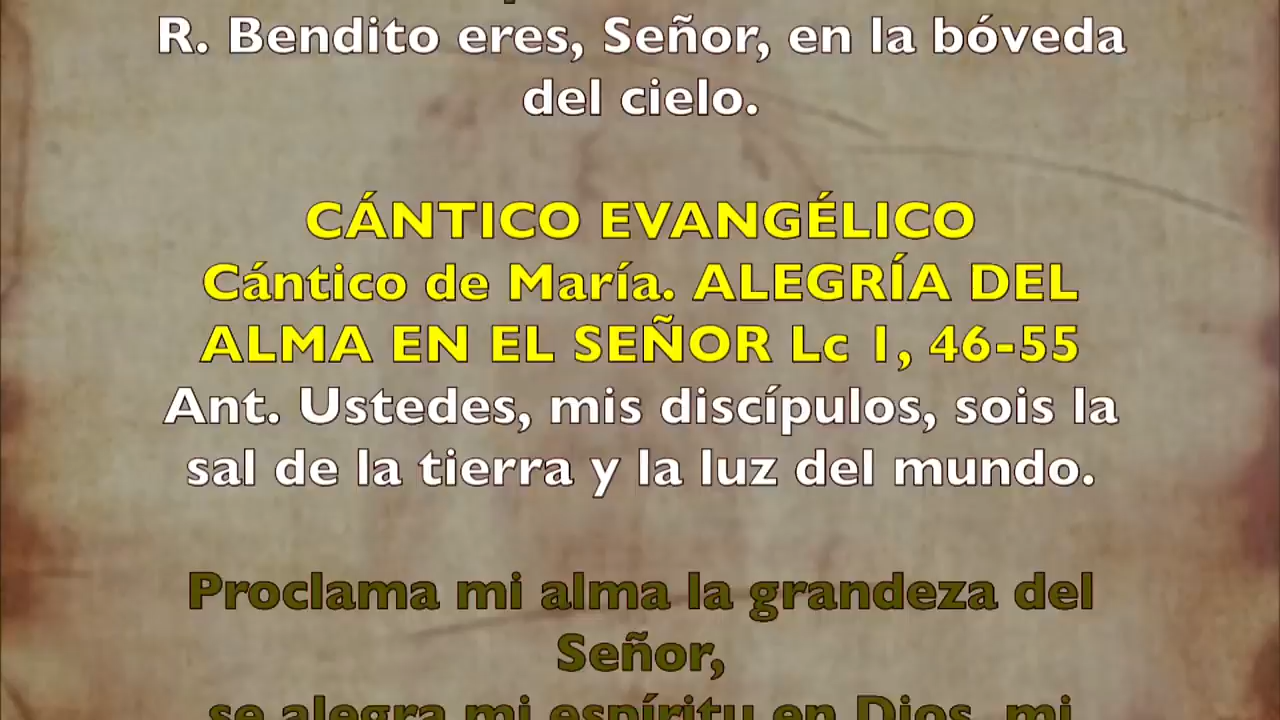 R. Bendito eres, Señor, en la bóveda
del cielo.
CÁNTICO EVANGÉLICO
Cántico de María. ALEGRÍA DEL
ALMA EN EL SEÑOR Lc 1, 46-55
Ant. Ustedes, mis discípulos, sois la
sal de la tierra y la luz del mundo.
Proclama mi alma la grandeza del
Señor,
se alegra mi espíritu en Dios, mi